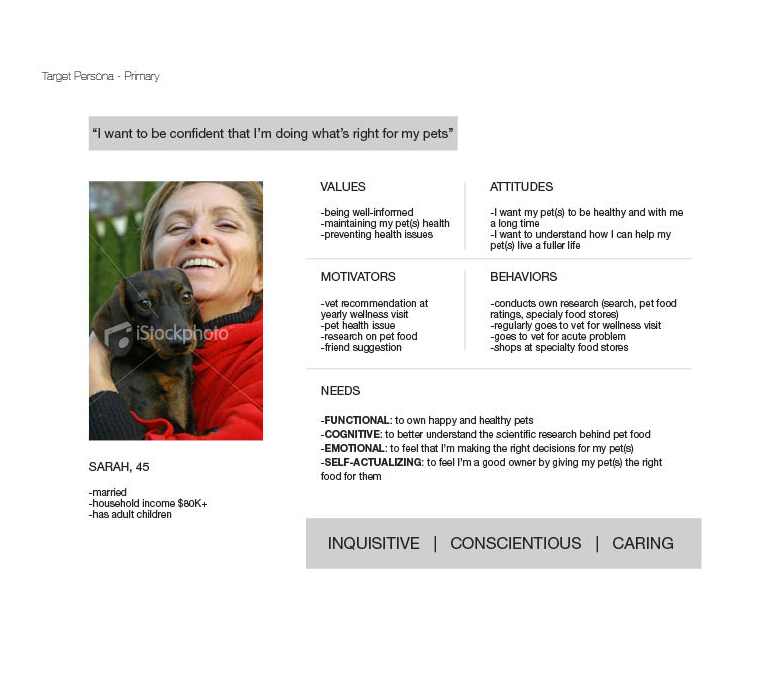 Target Persona - Primary
“I want to be confident that I’m doing what’s right for my pets”
iStockphoto
SARAH, 45
-married
-household income $80K+
-has adult children
VALUES
-being well-informed
-maintaining my pet(s) health
-preventing health issues
ATTITUDES
-I want my pet(s) to be healthy and with me
a long time
-I want to understand how I can help my
pet(s) live a fuller life
MOTIVATORS
-vet recommendation at
yearly wellness visit
-pet health issue
-research on pet food
-friend suggestion
BEHAVIORS
-conducts own research (search, pet food
ratings, specialy food stores)
-regularly goes to vet for wellness visit
-goes to vet for acute problem
-shops at specialty food stores
NEEDS
-FUNCTIONAL: to own happy and healthy pets
-COGNITIVE: to better understand the scientific research behind pet food
-EMOTIONAL: to feel that I’m making the right decisions for my pet(s)
-SELF-ACTUALIZING: to feel I’m a good owner by giving my pet(s) the right
food for them
INQUISITIVE | CONSCIENTIOUS | CARING